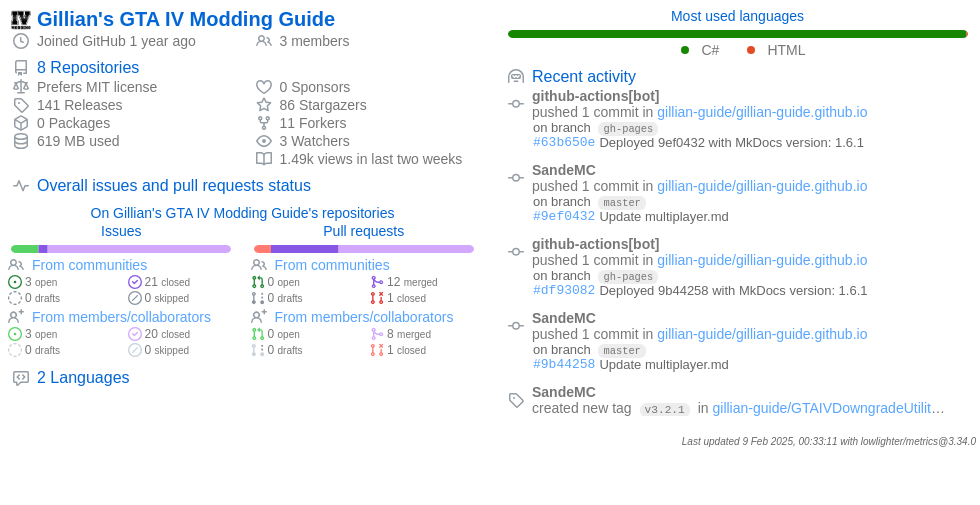 Gillian's GTA IV Modding Guide
Joined GitHub 1 year ago
3 members
8 Repositories
Prefers MIT license
141 Releases
0 Packages
619 MB used
0 Sponsors
86 Stargazers
11 Forkers
3 Watchers
1.49k views in last two weeks
Overall issues and pull requests status
On Gillian's GTA IV Modding Guide's repositories
Issues
From communities
3 open
21 closed
0 drafts
0 skipped
From members/collaborators
3 open
20 closed
0 drafts
0 skipped
Pull requests
From communities
0 open
12 merged
0 drafts
1 closed
From members/collaborators
0 open
8 merged
0 drafts
1 closed
2 Languages
Most used languages
C# HTML
Recent activity
github-actions[bot]
pushed 1 commit in gillian-guide/gillian-guide.github.io
on branch gh-pages
#63b650e Deployed 9ef0432 with MkDocs version: 1.6.1
SandeMC
pushed 1 commit in gillian-guide/gillian-guide.github.io
on branch master
#9ef0432 Update multiplayer.md
github-actions[bot]
pushed 1 commit in gillian-guide/gillian-guide.github.io
on branch gh-pages
#df93082 Deployed 9b44258 with MkDocs version: 1.6.1
SandeMC
pushed 1 commit in gillian-guide/gillian-guide.github.io
on branch master
#9b44258 Update multiplayer.md
SandeMC
created new tag v3.2.1 in gillian-guide/GTAIVDowngradeUtilit…
Last updated 9 Feb 2025, 00:33:11 with lowlighter/metrics@3.34.0